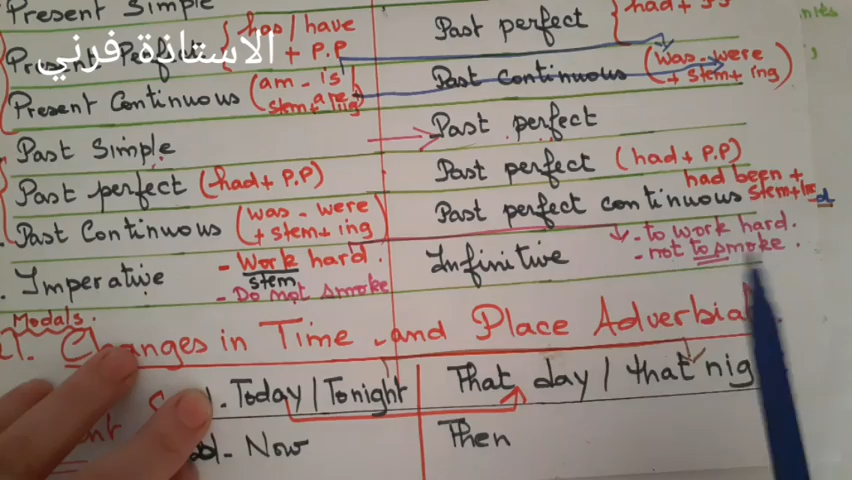 Present Simple
Past perfect { had + 
Present Perfect { has / have + P.P
الاستاذة فرني
Past Continuous (was - were + stem + ing)
Present Continuous (am - is are stem + ing)
Past Simple → Past perfect
Past perfect (had + P.P) Past perfect (had + P.P)
Past Continuous (was - were + stem + ing) Past perfect continuous had been + stem + ing
Imperative - Work hard. stem - Do not smoke Infinitive - to work hard. - not to smoke.
Modals.
Changes in Time and Place Adverbial
Today / Tonight That day / that nig
Now Then